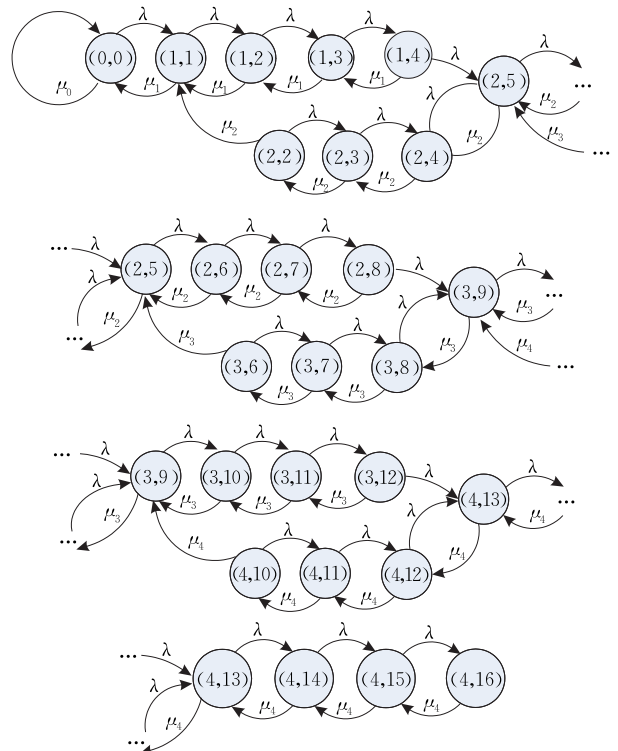 λ λ λ λ
(0,0) (1,1) (1,2) (1,3) (1,4) λ (2,5) λ ...
μ0 μ1 μ1 μ1 μ1 μ2
μ2 λ λ λ μ2 μ3
(2,2) (2,3) (2,4) ...
μ2 μ2
... λ λ λ λ
(2,5) (2,6) (2,7) (2,8) λ (3,9) λ ...
λ μ2 μ2 μ2 μ2 μ3
... μ3 λ λ λ μ3 μ4
(3,6) (3,7) (3,8) ...
μ3 μ3
... λ λ λ λ
(3,9) (3,10) (3,11) (3,12) λ (4,13) λ ...
λ μ3 μ3 μ3 μ3 μ4
... μ4 λ λ λ μ4
(4,10) (4,11) (4,12)
μ4 μ4
... λ λ λ λ
(4,13) (4,14) (4,15) (4,16)
λ μ4 μ4 μ4 μ4
...